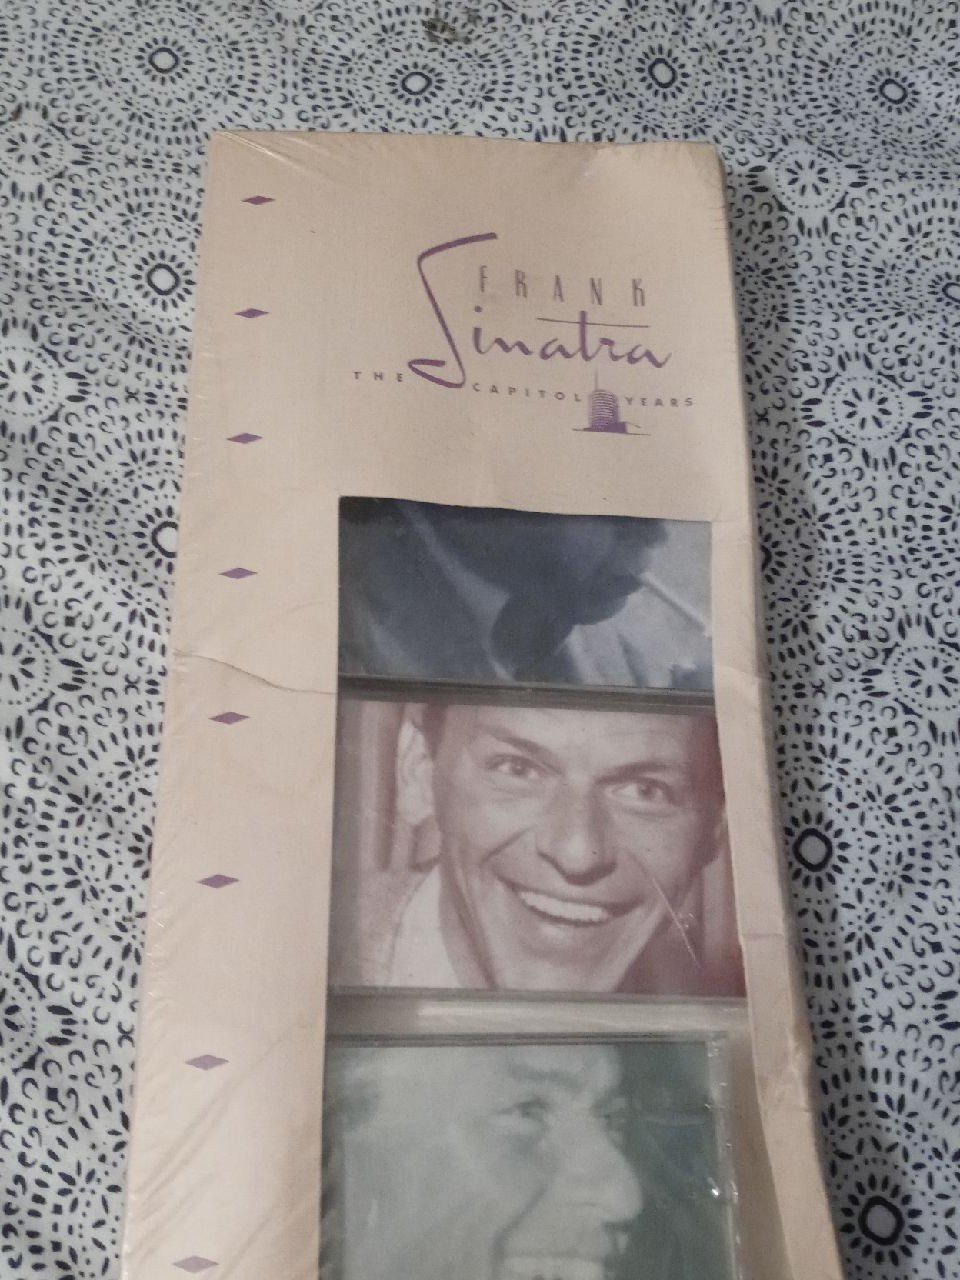 FRANK
Sinatra
THE CAPITOL YEARS